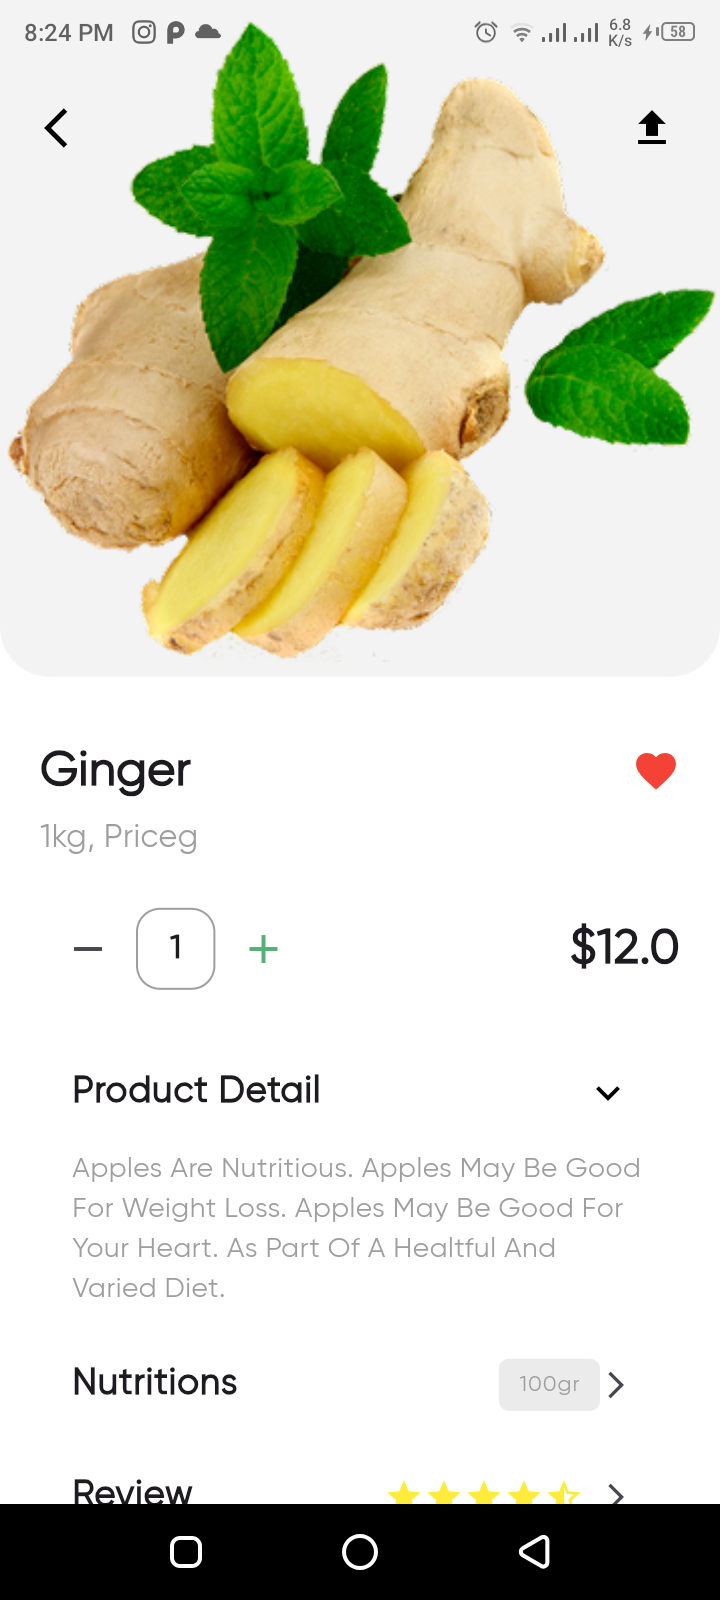 8:24 PM 6.8 K/s 58
Ginger
1kg, Priceg
1 $12.0
Product Detail
Apples Are Nutritious. Apples May Be Good
For Weight Loss. Apples May Be Good For
Your Heart. As Part Of A Healtful And
Varied Diet.
Nutritions 100gr
Review